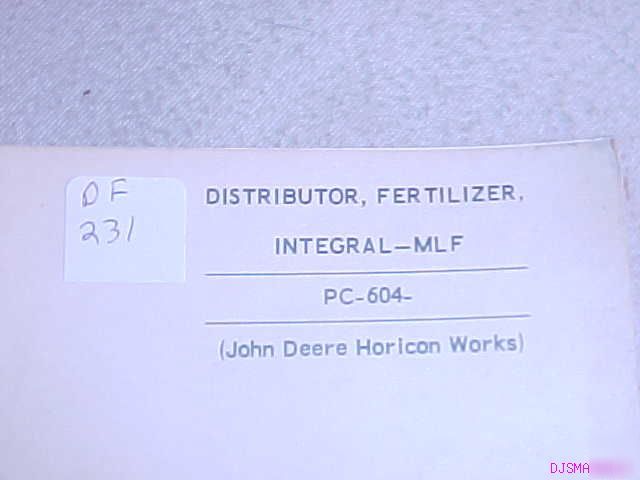 DF
231
DISTRIBUTOR, FERTILIZER,
INTEGRAL—MLF
PC-604-
(John Deere Horicon Works)
DJSMA